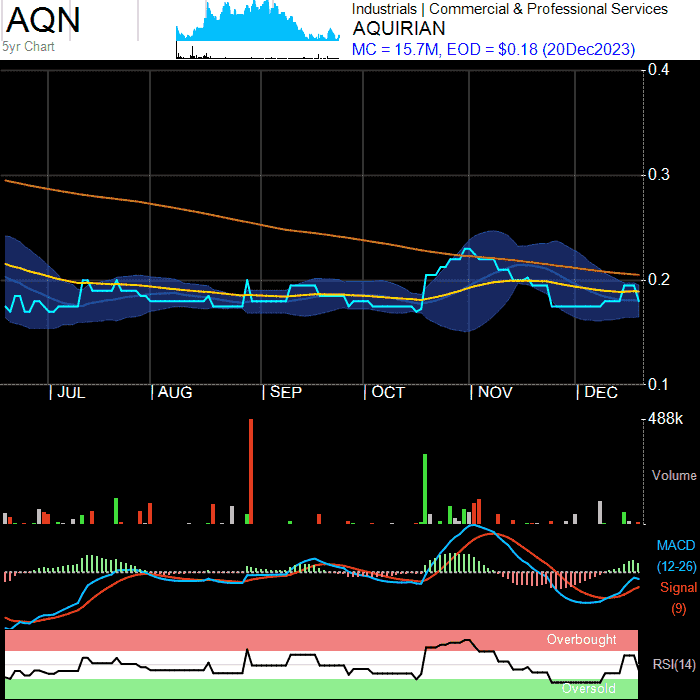 AQN
5yr Chart
Industrials | Commercial & Professional Services
AQUIRIAN
MC = 15.7M, EOD = $0.18 (20Dec2023)
0.4
0.3
0.2
0.1
| JUL | AUG | SEP | OCT | NOV | DEC
488k
Volume
MACD
(12-26)
Signal
(9)
Overbought
RSI(14)
Oversold